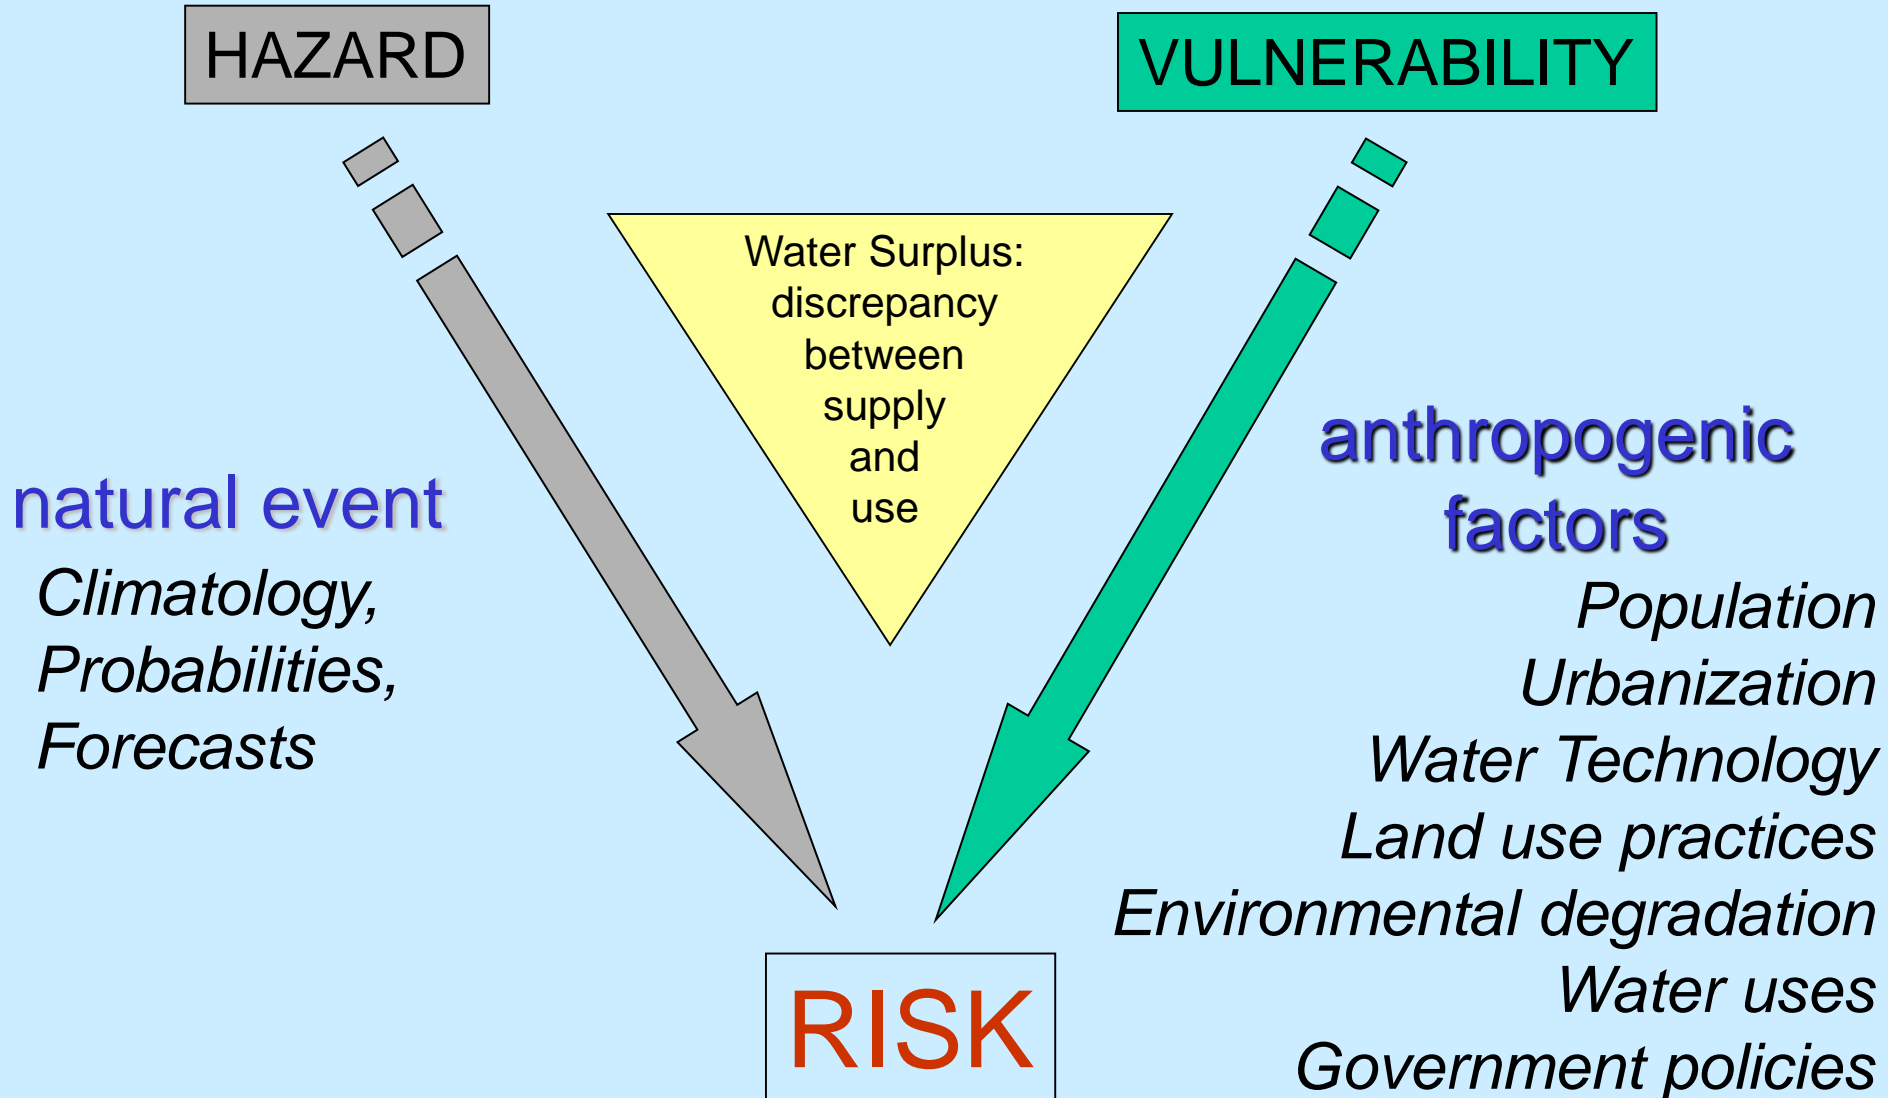 HAZARD
VULNERABILITY
Water Surplus:
discrepancy
between
supply
and
use
natural event
Climatology,
Probabilities,
Forecasts
anthropogenic
factors
Population
Urbanization
Water Technology
Land use practices
Environmental degradation
Water uses
Government policies
RISK